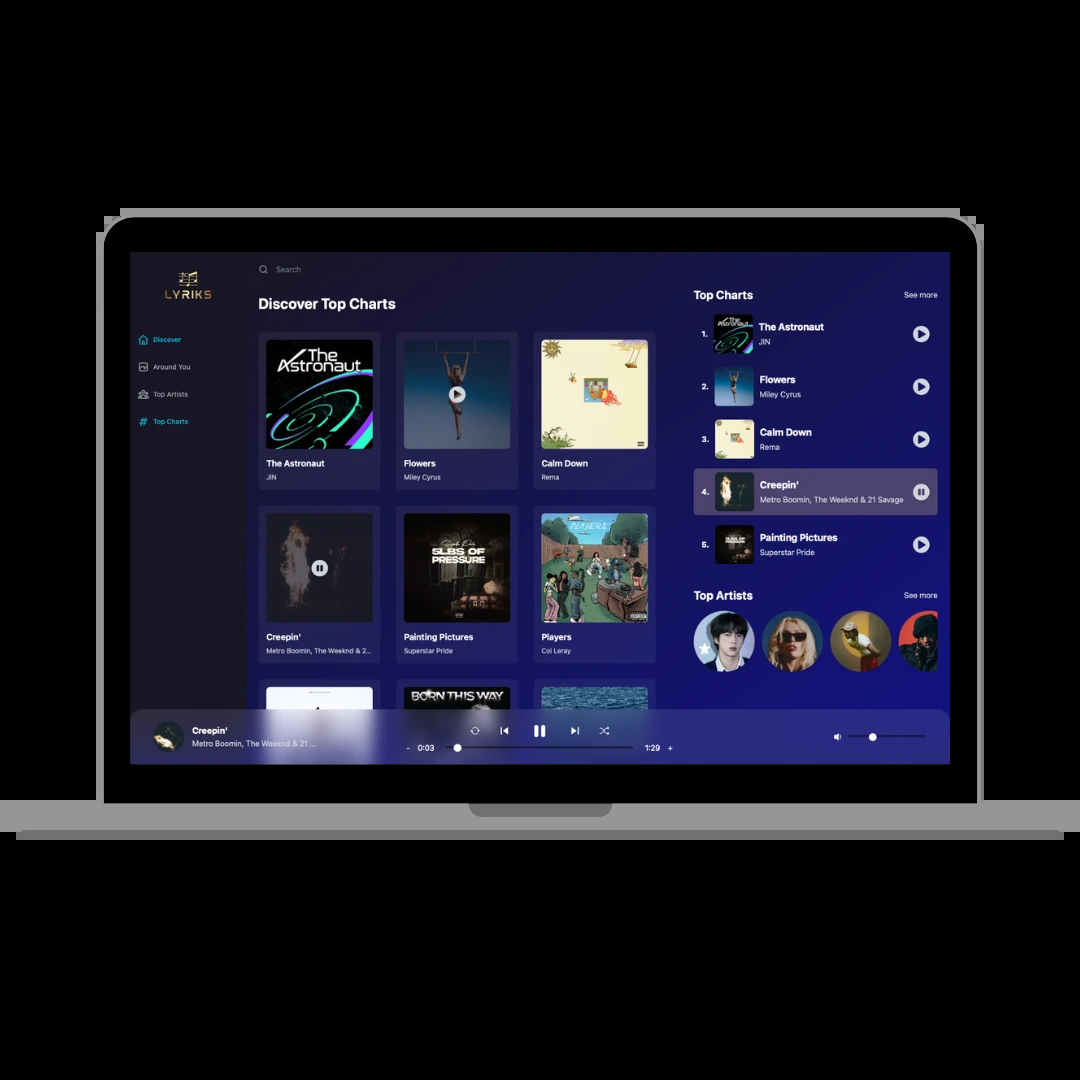 LYRIKS
Discover
Around You
Top Artists
# Top Charts
Search
Discover Top Charts
The Astronaut
The Astronaut
JIN
Flowers
Miley Cyrus
Calm Down
Rema
Creepin'
Metro Boomin, The Weeknd & 2...
5LBS OF
PRESSURE
Painting Pictures
Superstar Pride
PLAYERS
Players
Coi Leray
BORN THIS WAY
Top Charts
See more
1.
The Astronaut
The Astronaut
JIN
2.
Flowers
Miley Cyrus
3.
Calm Down
Rema
4.
Creepin'
Metro Boomin, The Weeknd & 21 Savage
5.
Painting Pictures
Superstar Pride
Top Artists
See more
Creepin'
Metro Boomin, The Weeknd & 21 ...
- 0:03
1:29 +